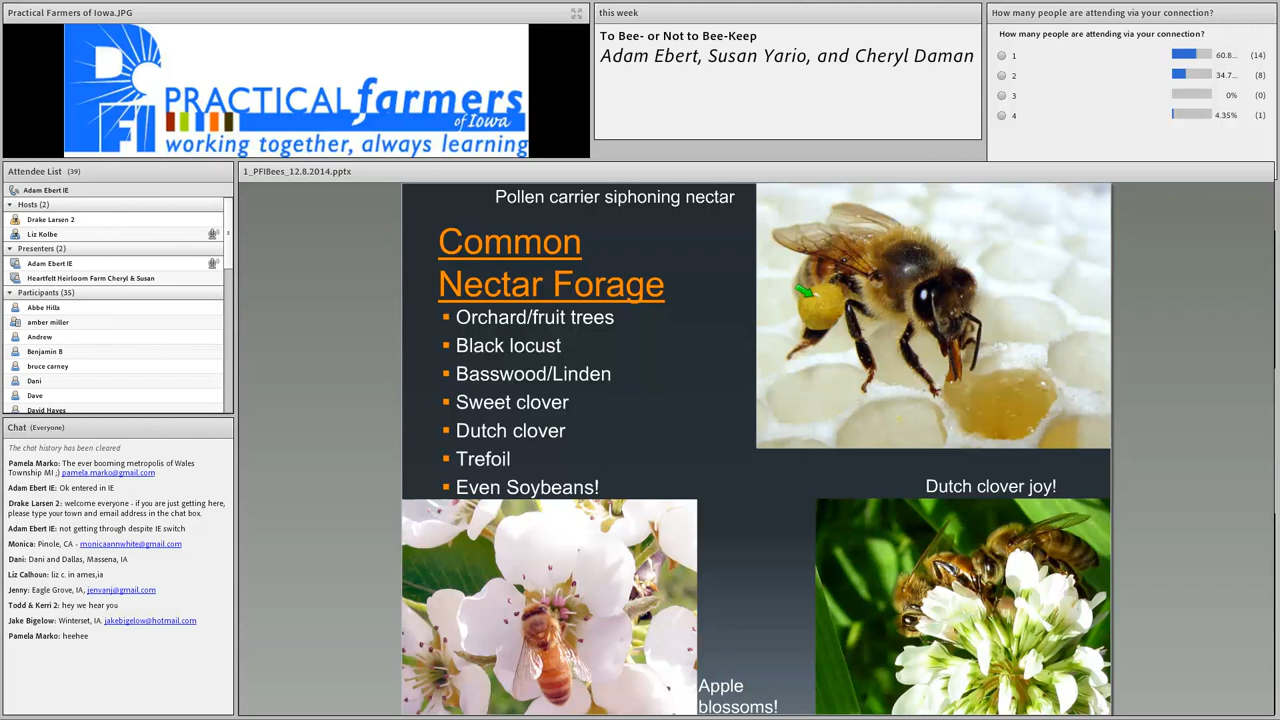 Practical Farmers of Iowa.JPG
PFI
PRACTICAL farmers
of Iowa
working together, always learning
this week
To Bee- or Not to Bee-Keep
Adam Ebert, Susan Yario, and Cheryl Daman
How many people are attending via your connection?
How many people are attending via your connection?
1 60.8... (14)
2 34.7... (8)
3 0% (0)
4 4.35% (1)
Attendee List (39)
Adam Ebert IE
Hosts (2)
Drake Larsen 2
Liz Kolbe
Presenters (2)
Adam Ebert IE
Heartfelt Heirloom Farm Cheryl & Susan
Participants (35)
Abbe Hills
amber miller
Andrew
Benjamin B
bruce carney
Dani
Dave
David Hayes
Chat (Everyone)
The chat history has been cleared
Pamela Marko: The ever booming metropolis of Wales
Township MI ;) pamela.marko@gmail.com
Adam Ebert IE: Ok entered in IE
Drake Larsen 2: welcome everyone - if you are just getting here,
please type your town and email address in the chat box.
Adam Ebert IE: not getting through despite IE switch
Monica: Pinole, CA - monicaannwhite@gmail.com
Dani: Dani and Dallas, Massena, IA
Liz Calhoun: liz c. in ames,ia
Jenny: Eagle Grove, IA, jenvanj@gmail.com
Todd & Kerri 2: hey we hear you
Jake Bigelow: Winterset, IA. jakebigelow@hotmail.com
Pamela Marko: heehee
1_PFIBees_12.8.2014.pptx
Pollen carrier siphoning nectar
Common
Nectar Forage
Orchard/fruit trees
Black locust
Basswood/Linden
Sweet clover
Dutch clover
Trefoil
Even Soybeans!
Dutch clover joy!
Apple
blossoms!